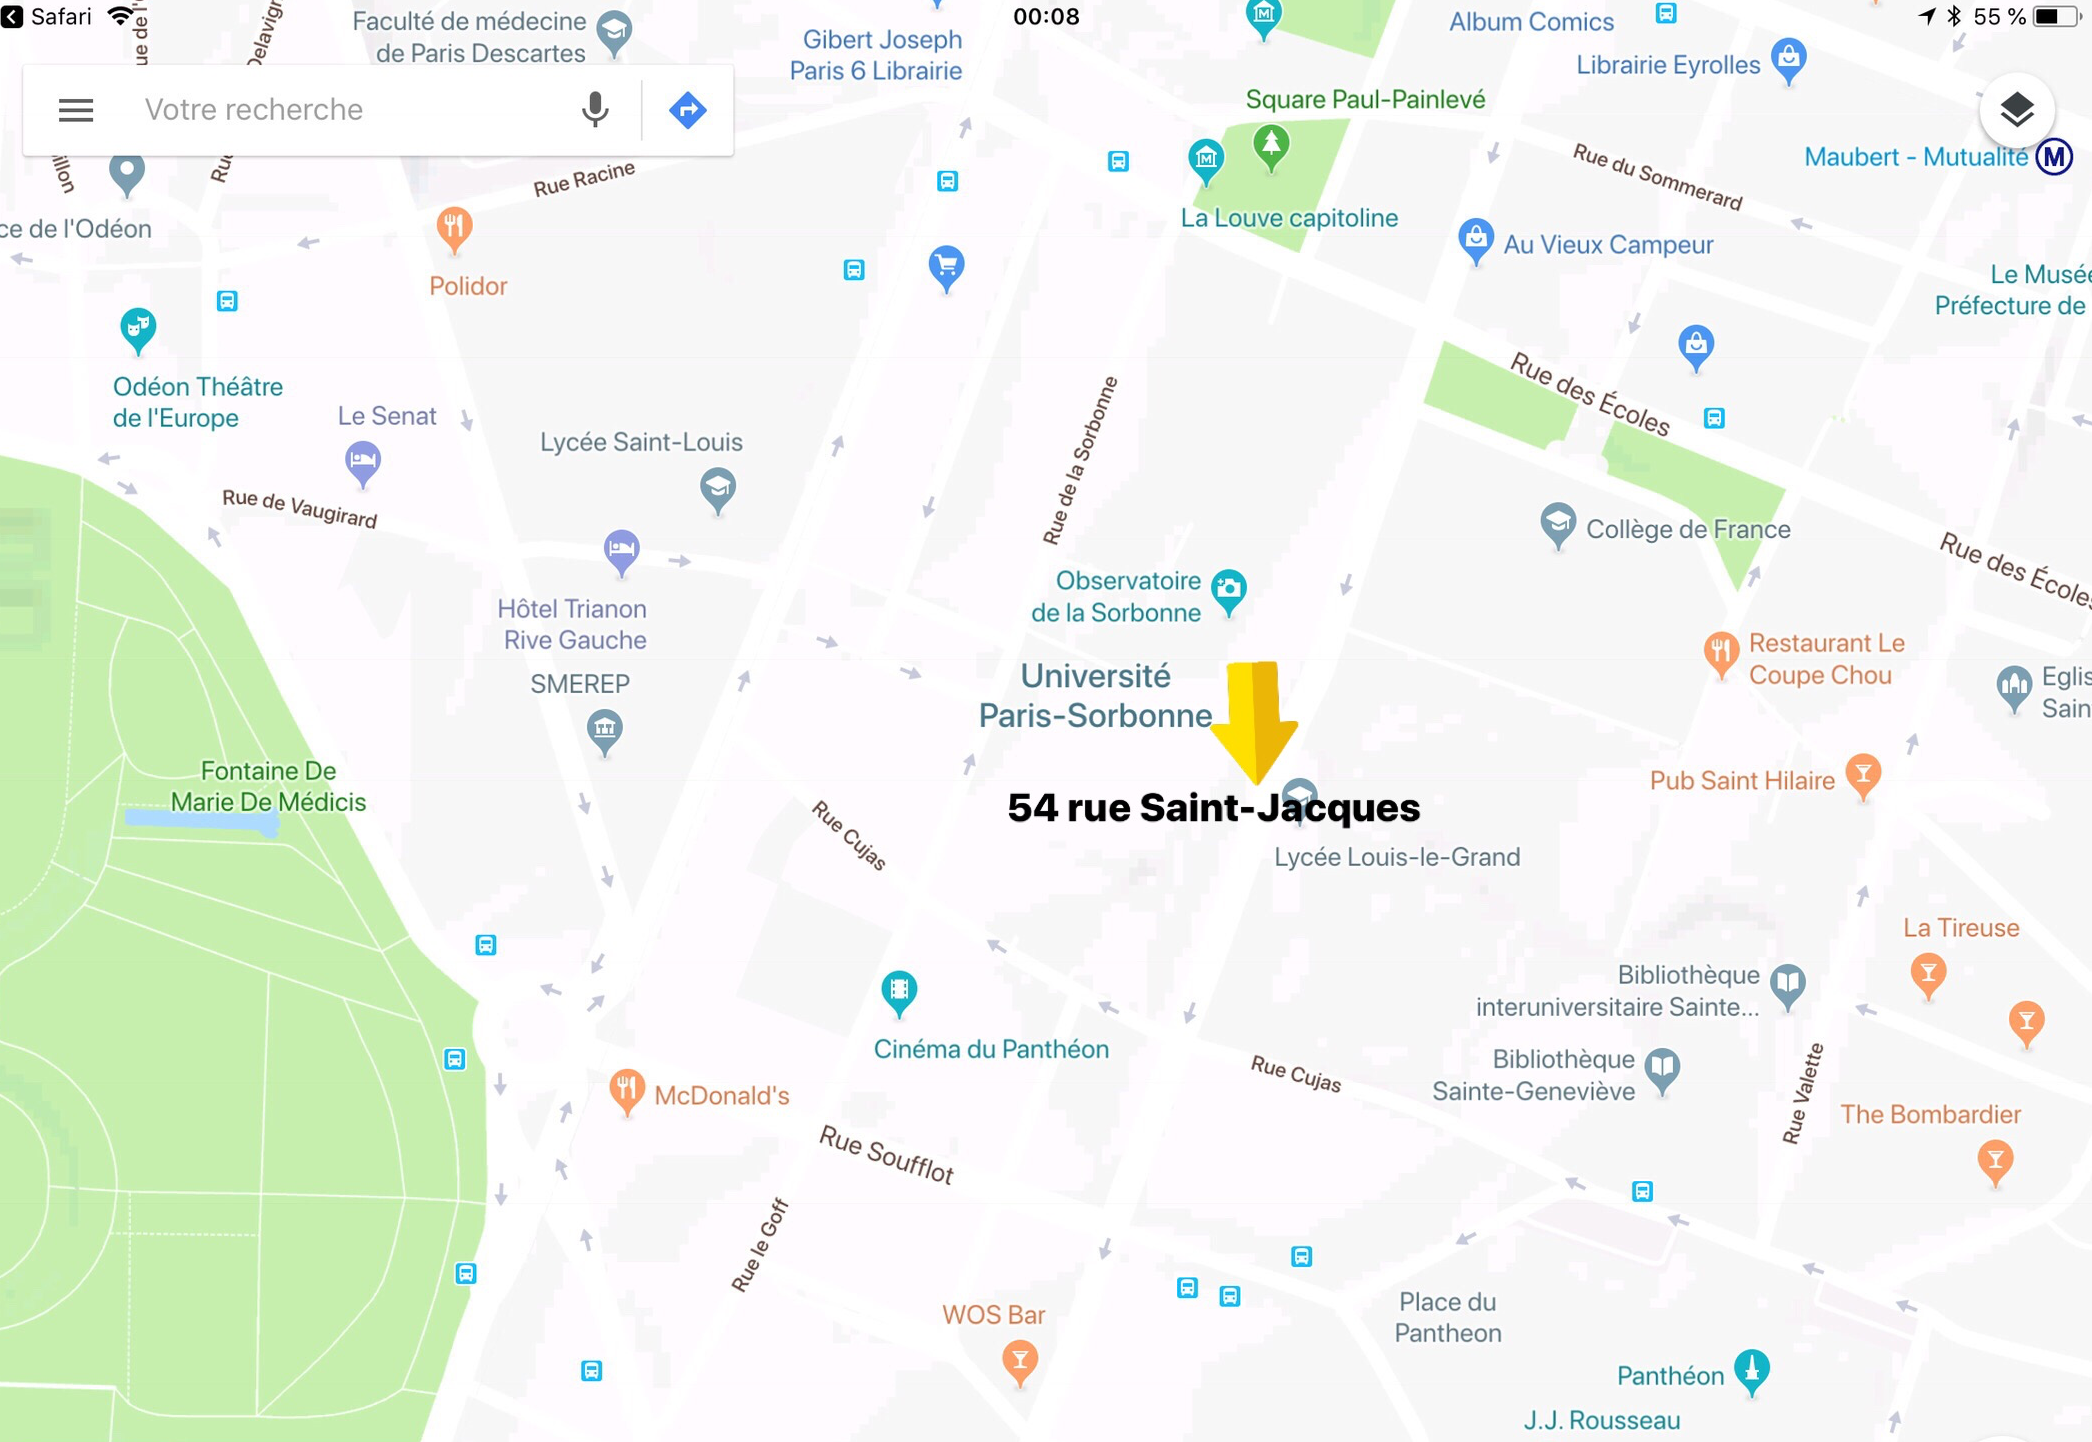 Safari
00:08
55 %
Faculté de médecine
de Paris Descartes
Gibert Joseph
Paris 6 Librairie
Album Comics
Librairie Eyrolles
Votre recherche
Square Paul-Painlevé
Maubert - Mutualité
M
Rue du Sommerard
Rue Racine
ce de l'Odéon
La Louve capitoline
Au Vieux Campeur
Polidor
Le Musée
Préfecture de
Odéon Théâtre
de l'Europe
Le Senat
Lycée Saint-Louis
Rue de la Sorbonne
Rue des Écoles
Rue de Vaugirard
Collège de France
Rue des Écoles
Observatoire
de la Sorbonne
Hôtel Trianon
Rive Gauche
SMEREP
Université
Paris-Sorbonne
Restaurant Le
Coupe Chou
Eglis
Sain
Fontaine De
Marie De Médicis
Pub Saint Hilaire
54 rue Saint-Jacques
Rue Cujas
Lycée Louis-le-Grand
La Tireuse
Bibliothèque
interuniversitaire Sainte...
Cinéma du Panthéon
Rue Cujas
Bibliothèque
Sainte-Geneviève
Rue Valette
McDonald's
The Bombardier
Rue Soufflot
Rue le Goff
WOS Bar
Place du
Pantheon
Panthéon
J.J. Rousseau